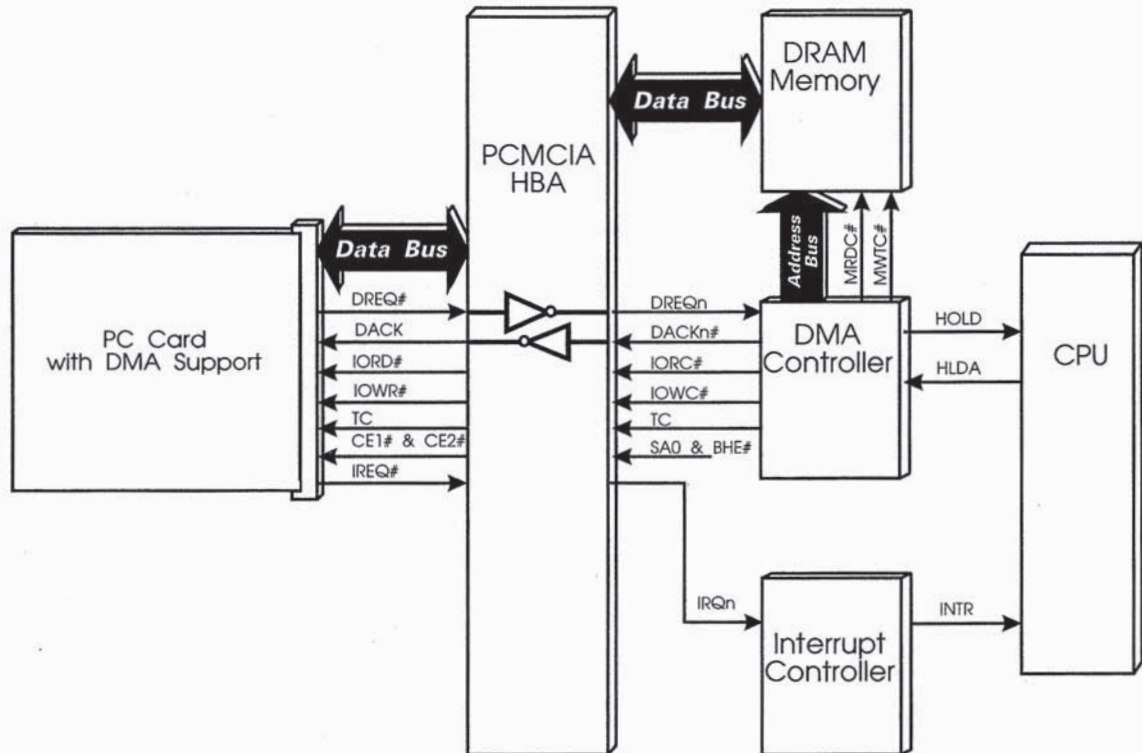 DRAM
Memory
Data Bus
PCMCIA
HBA
Data Bus
Address
Bus
MRDC#
MWTC#
PC Card
with DMA Support
DREQ#
DACK
IORD#
IOWR#
TC
CE1# & CE2#
IREQ#
DREQn
DACKn#
IORC#
IOWC#
TC
SA0 & BHE#
DMA
Controller
HOLD
HLDA
CPU
IRQn
Interrupt
Controller
INTR